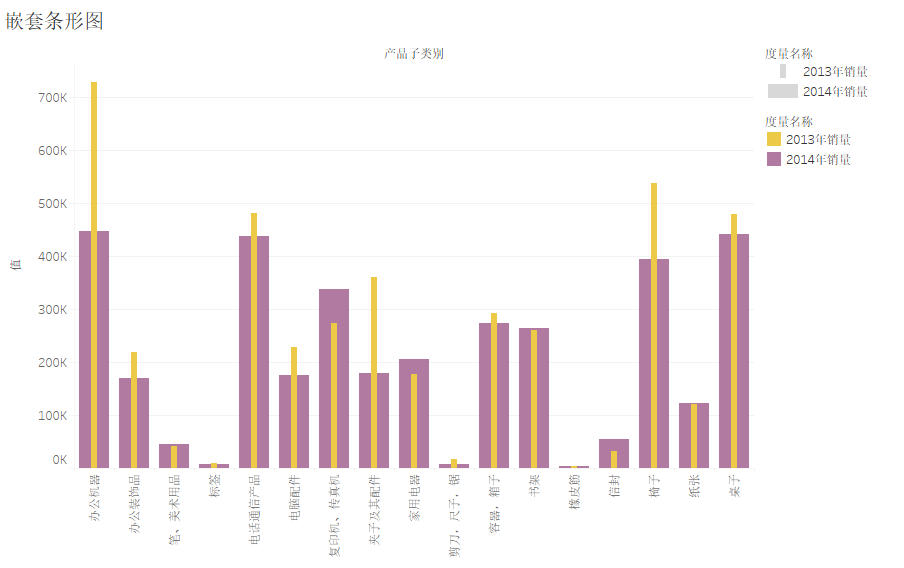 嵌套条形图
产品子类别
值
700K
600K
500K
400K
300K
200K
100K
0K
办公机器
办公装饰品
笔、美术用品
标签
电话通信产品
电脑配件
复印机、传真机
夹子及其配件
家用电器
剪刀，尺子，锯
容器，箱子
书架
橡皮筋
信封
椅子
纸张
桌子
度量名称
2013年销量
2014年销量
度量名称
2013年销量
2014年销量